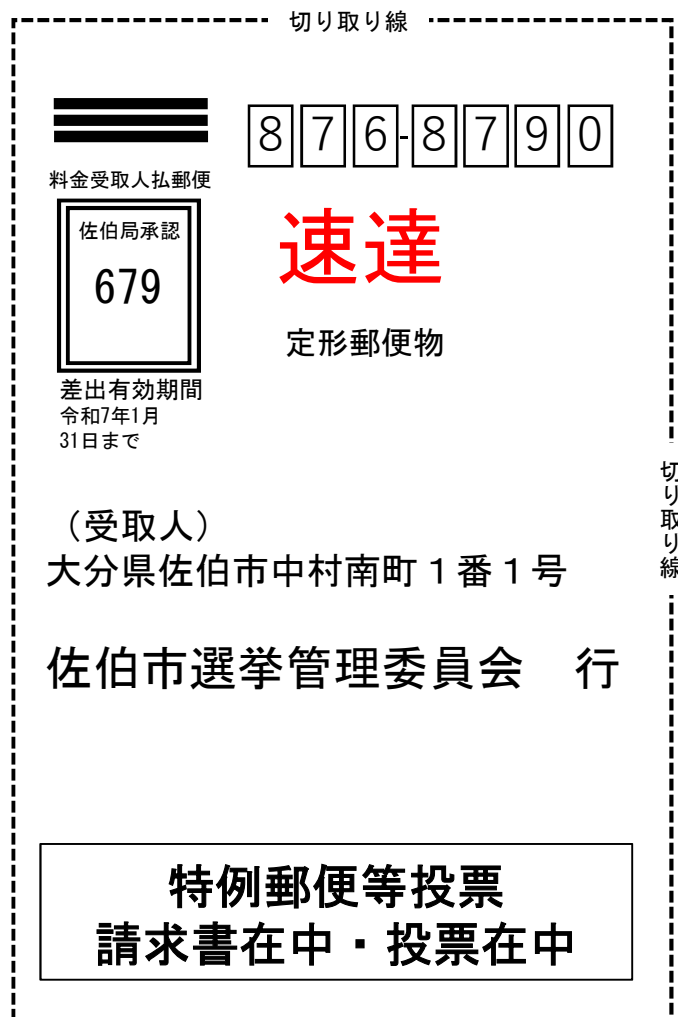 切り取り線
876-8790
料金受取人払郵便
佐伯局承認
679
速達
定形郵便物
差出有効期間
令和7年1月
31日まで
切り取り線
（受取人）
大分県佐伯市中村南町１番１号
佐伯市選挙管理委員会　行
特例郵便等投票
請求書在中・投票在中